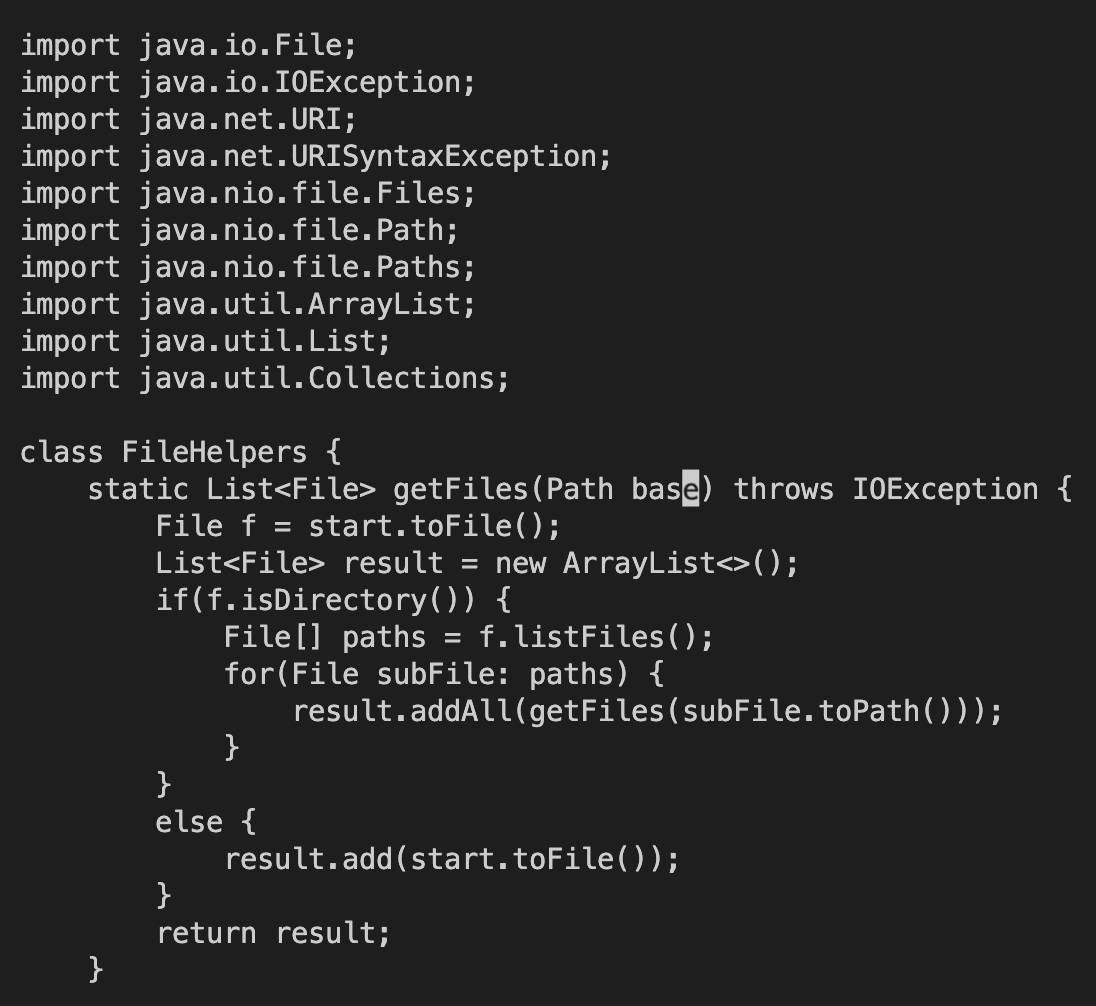 import java.io.File;
import java.io.IOException;
import java.net.URI;
import java.net.URISyntaxException;
import java.nio.file.Files;
import java.nio.file.Path;
import java.nio.file.Paths;
import java.util.ArrayList;
import java.util.List;
import java.util.Collections;

class FileHelpers {
    static List<File> getFiles(Path base) throws IOException {
        File f = start.toFile();
        List<File> result = new ArrayList<>();
        if(f.isDirectory()) {
            File[] paths = f.listFiles();
            for(File subFile: paths) {
                result.addAll(getFiles(subFile.toPath()));
            }
        }
        else {
            result.add(start.toFile());
        }
        return result;
    }